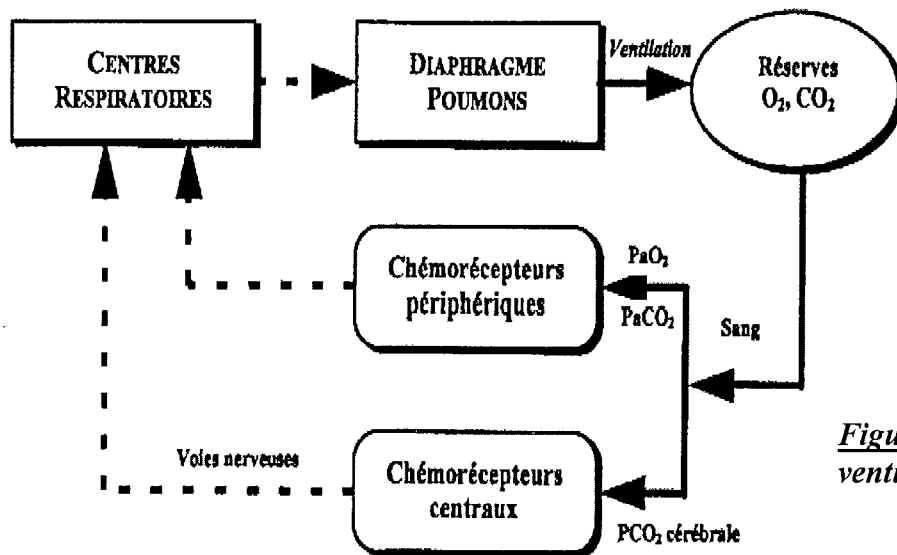 CENTRES
RESPIRATOIRES
DIAPHRAGME
POUMONS
Ventilation
Réserves
O₂, CO₂
Chémorécepteurs
périphériques
PaO₂
PaCO₂
Sang
Voies nerveuses
Chémorécepteurs
centraux
PCO₂ cérébrale